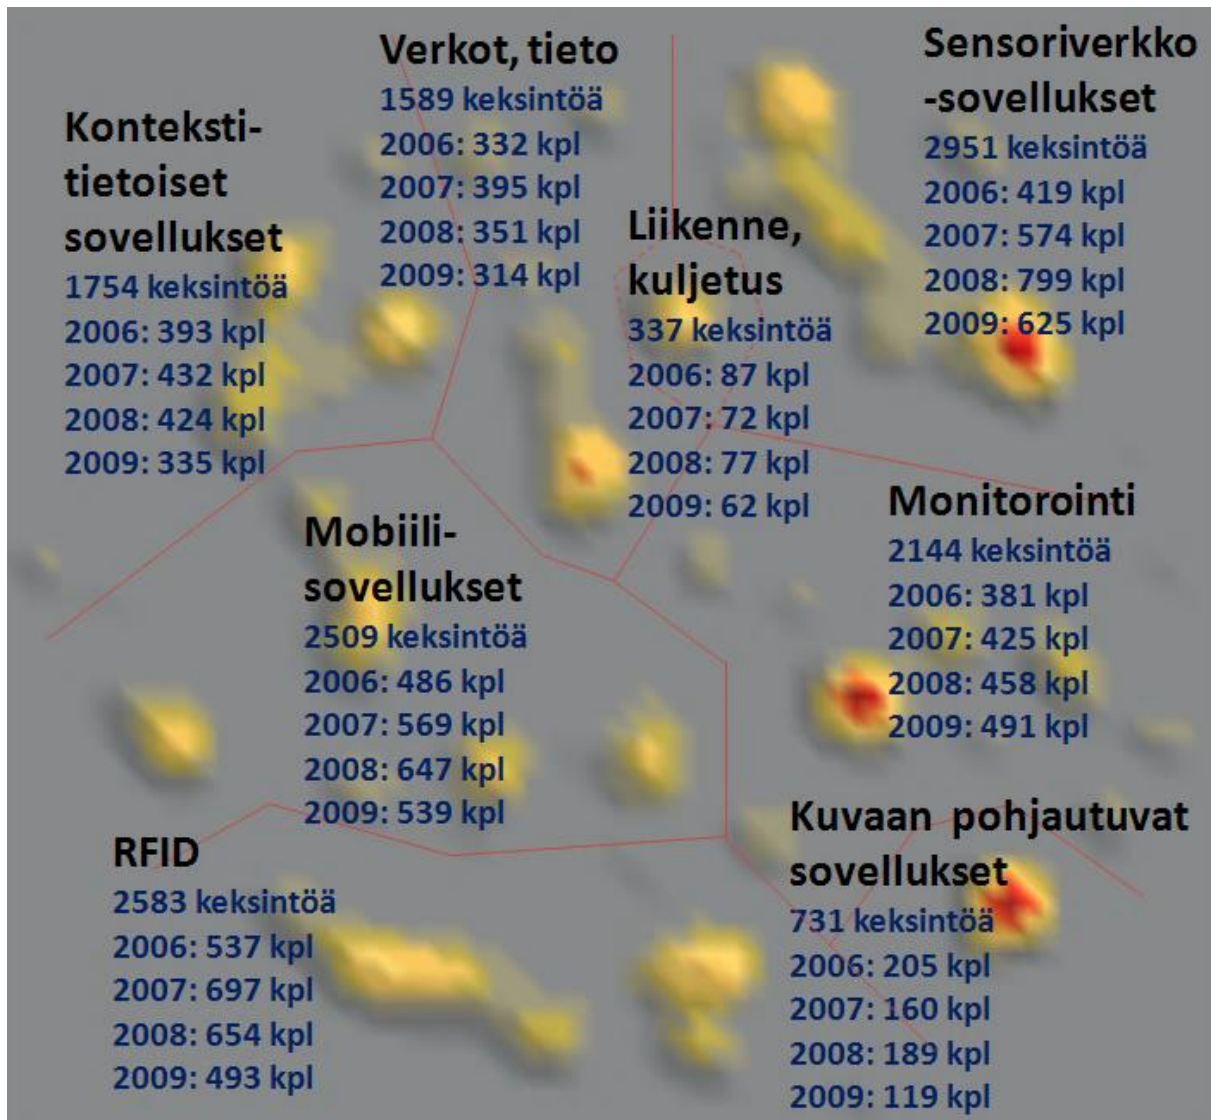 Verkot, tieto
1589 keksintöä
2006: 332 kpl
2007: 395 kpl
2008: 351 kpl
2009: 314 kpl
Sensoriverkko
-sovellukset
2951 keksintöä
2006: 419 kpl
2007: 574 kpl
2008: 799 kpl
2009: 625 kpl
Konteksti-
tietoiset
sovellukset
1754 keksintöä
2006: 393 kpl
2007: 432 kpl
2008: 424 kpl
2009: 335 kpl
Liikenne,
kuljetus
337 keksintöä
2006: 87 kpl
2007: 72 kpl
2008: 77 kpl
2009: 62 kpl
Mobiili-
sovellukset
2509 keksintöä
2006: 486 kpl
2007: 569 kpl
2008: 647 kpl
2009: 539 kpl
Monitorointi
2144 keksintöä
2006: 381 kpl
2007: 425 kpl
2008: 458 kpl
2009: 491 kpl
RFID
2583 keksintöä
2006: 537 kpl
2007: 697 kpl
2008: 654 kpl
2009: 493 kpl
Kuvaan pohjautuvat
sovellukset
731 keksintöä
2006: 205 kpl
2007: 160 kpl
2008: 189 kpl
2009: 119 kpl